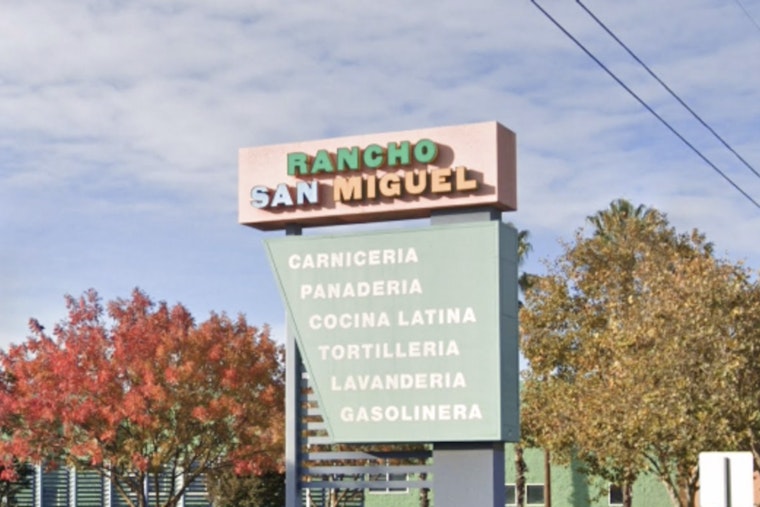 RANCHO
SAN MIGUEL
CARNICERIA
PANADERIA
COCINA LATINA
TORTILLERIA
LAVANDERIA
GASOLINERA